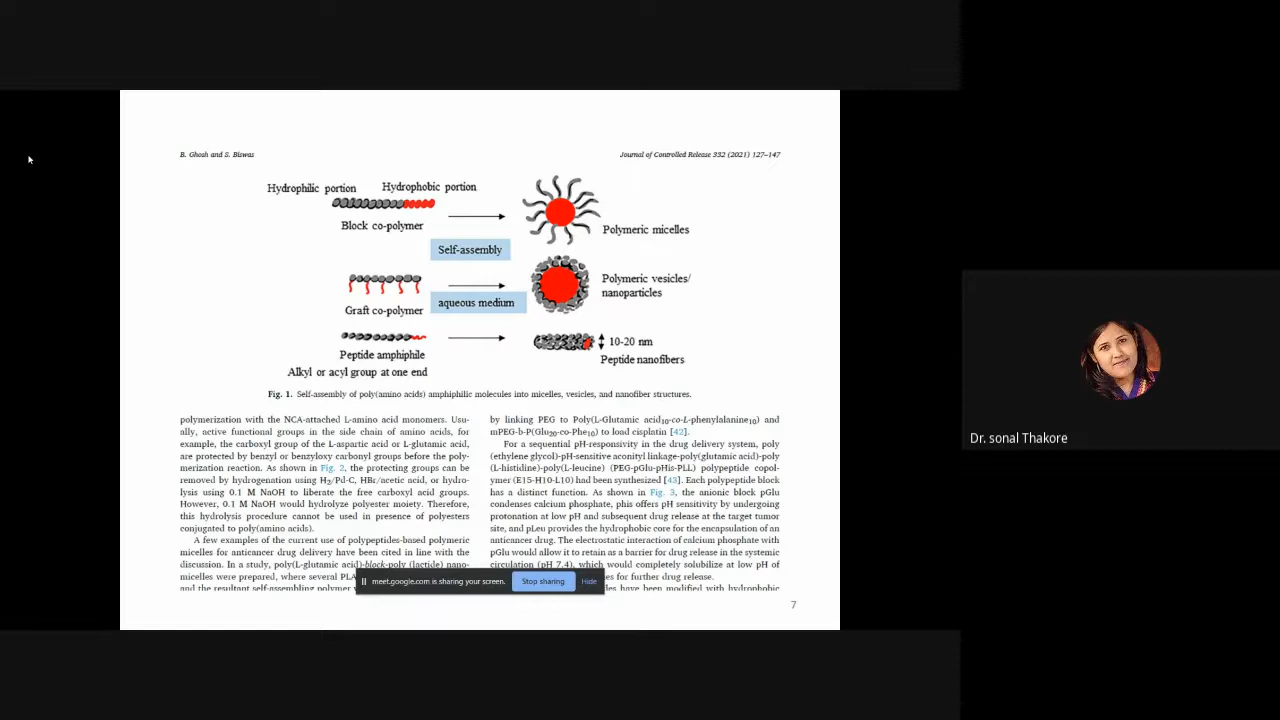 B. Ghosh and S. Biswas
Journal of Controlled Release 332 (2021) 127–147
Hydrophilic portion
Hydrophobic portion
Block co-polymer
Polymeric micelles
Self-assembly
Polymeric vesicles/
nanoparticles
Graft co-polymer
aqueous medium
10-20 nm
Peptide amphiphile
Peptide nanofibers
Alkyl or acyl group at one end
Fig. 1. Self-assembly of poly(amino acids) amphiphilic molecules into micelles, vesicles, and nanofiber structures.
polymerization with the NCA-attached L-amino acid monomers. Usu-
ally, active functional groups in the side chain of amino acids, for
example, the carboxyl group of the L-aspartic acid or L-glutamic acid,
are protected by benzyl or benzyloxy carbonyl groups before the poly-
merization reaction. As shown in Fig. 2, the protecting groups can be
removed by hydrogenation using H2/Pd-C, HBr/acetic acid, or hydro-
lysis using 0.1 M NaOH to liberate the free carboxyl acid groups.
However, 0.1 M NaOH would hydrolyze polyester moiety. Therefore,
this hydrolysis procedure cannot be used in presence of polyesters
conjugated to poly(amino acids).
A few examples of the current use of polypeptides-based polymeric
micelles for anticancer drug delivery have been cited in line with the
discussion. In a study, poly(L-glutamic acid)-block-poly (lactide) nano-
micelles were prepared, where several PLA
and the resultant self-assembling polymer
by linking PEG to Poly(L-Glutamic acid10-co-L-phenylalanine10) and
mPEG-b-P(Glu20-co-Phe10) to load cisplatin [42].
For a sequential pH-responsivity in the drug delivery system, poly
(ethylene glycol)-pH-sensitive aconityl linkage-poly(glutamic acid)-poly
(L-histidine)-poly(L-leucine) (PEG-pGlu-pHis-PLL) polypeptide copol-
ymer (E15-H10-L10) had been synthesized [43]. Each polypeptide block
has a distinct function. As shown in Fig. 3, the anionic block pGlu
condenses calcium phosphate, phis offers pH sensitivity by undergoing
protonation at low pH and subsequent drug release at the target tumor
site, and pLeu provides the hydrophobic core for the encapsulation of an
anticancer drug. The electrostatic interaction of calcium phosphate with
pGlu would allow it to retain as a barrier for drug release in the systemic
circulation (pH 7.4), which would completely solubilize at low pH of
es for further drug release.
les have been modified with hydrophobic
meet.google.com is sharing your screen.
Stop sharing
Hide
7
Dr. sonal Thakore